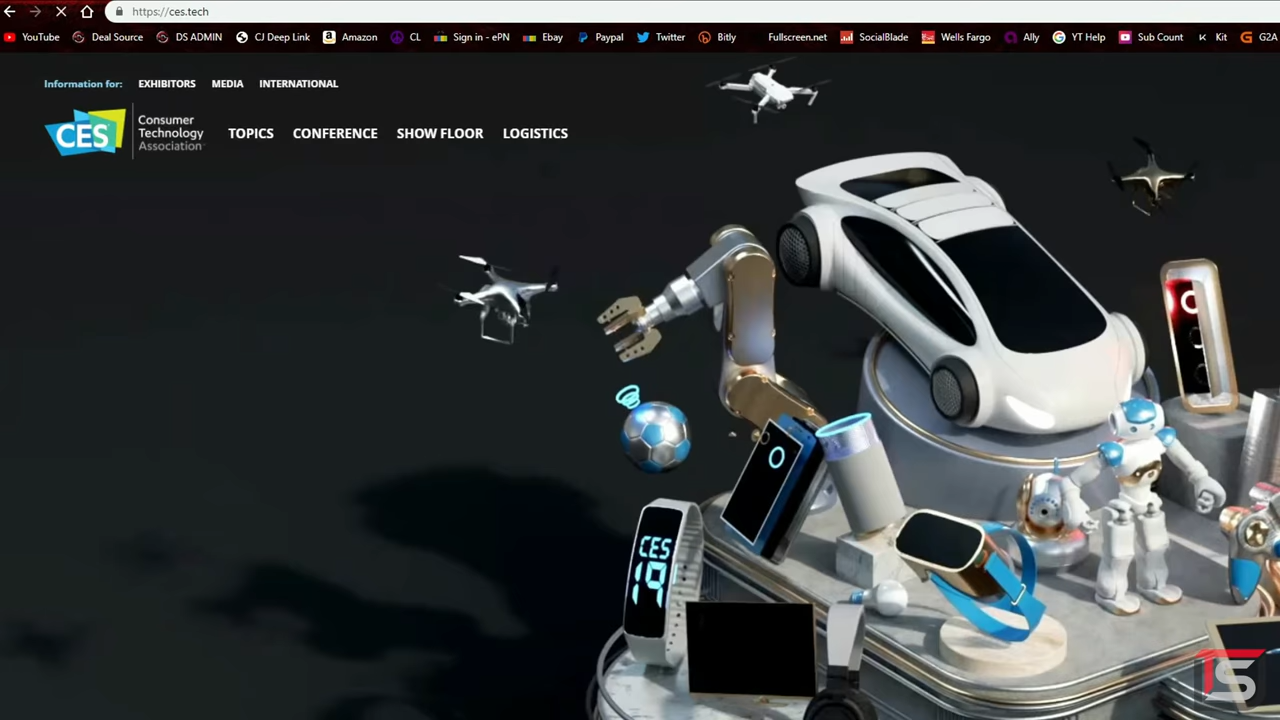 https://ces.tech
YouTube Deal Source DS ADMIN CJ Deep Link Amazon CL Sign in - ePN Ebay Paypal Twitter Bitly Fullscreen.net SocialBlade Wells Fargo Ally YT Help Sub Count Kit G2A
Information for: EXHIBITORS MEDIA INTERNATIONAL
CES
Consumer
Technology
Association
TOPICS CONFERENCE SHOW FLOOR LOGISTICS
CES
19
TS